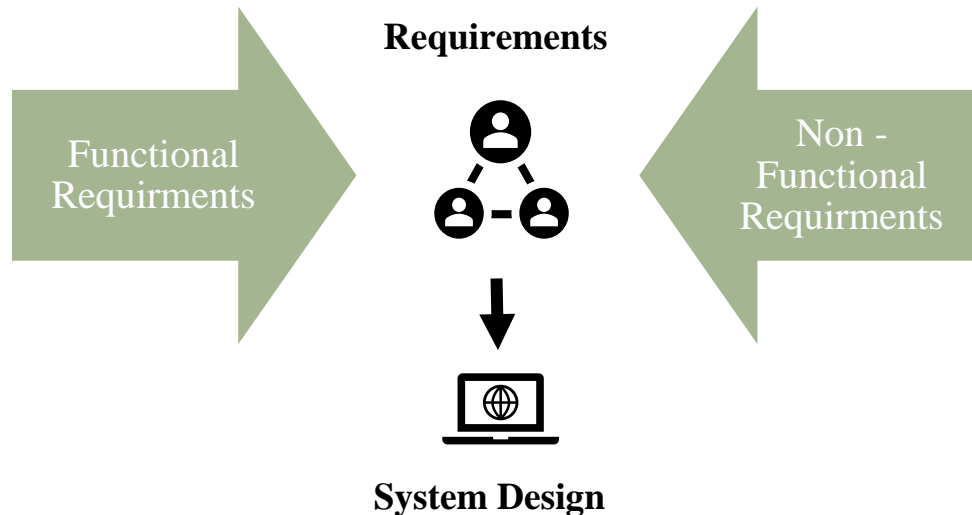 Requirements
Functional
Requirments
Non -
Functional
Requirments
System Design